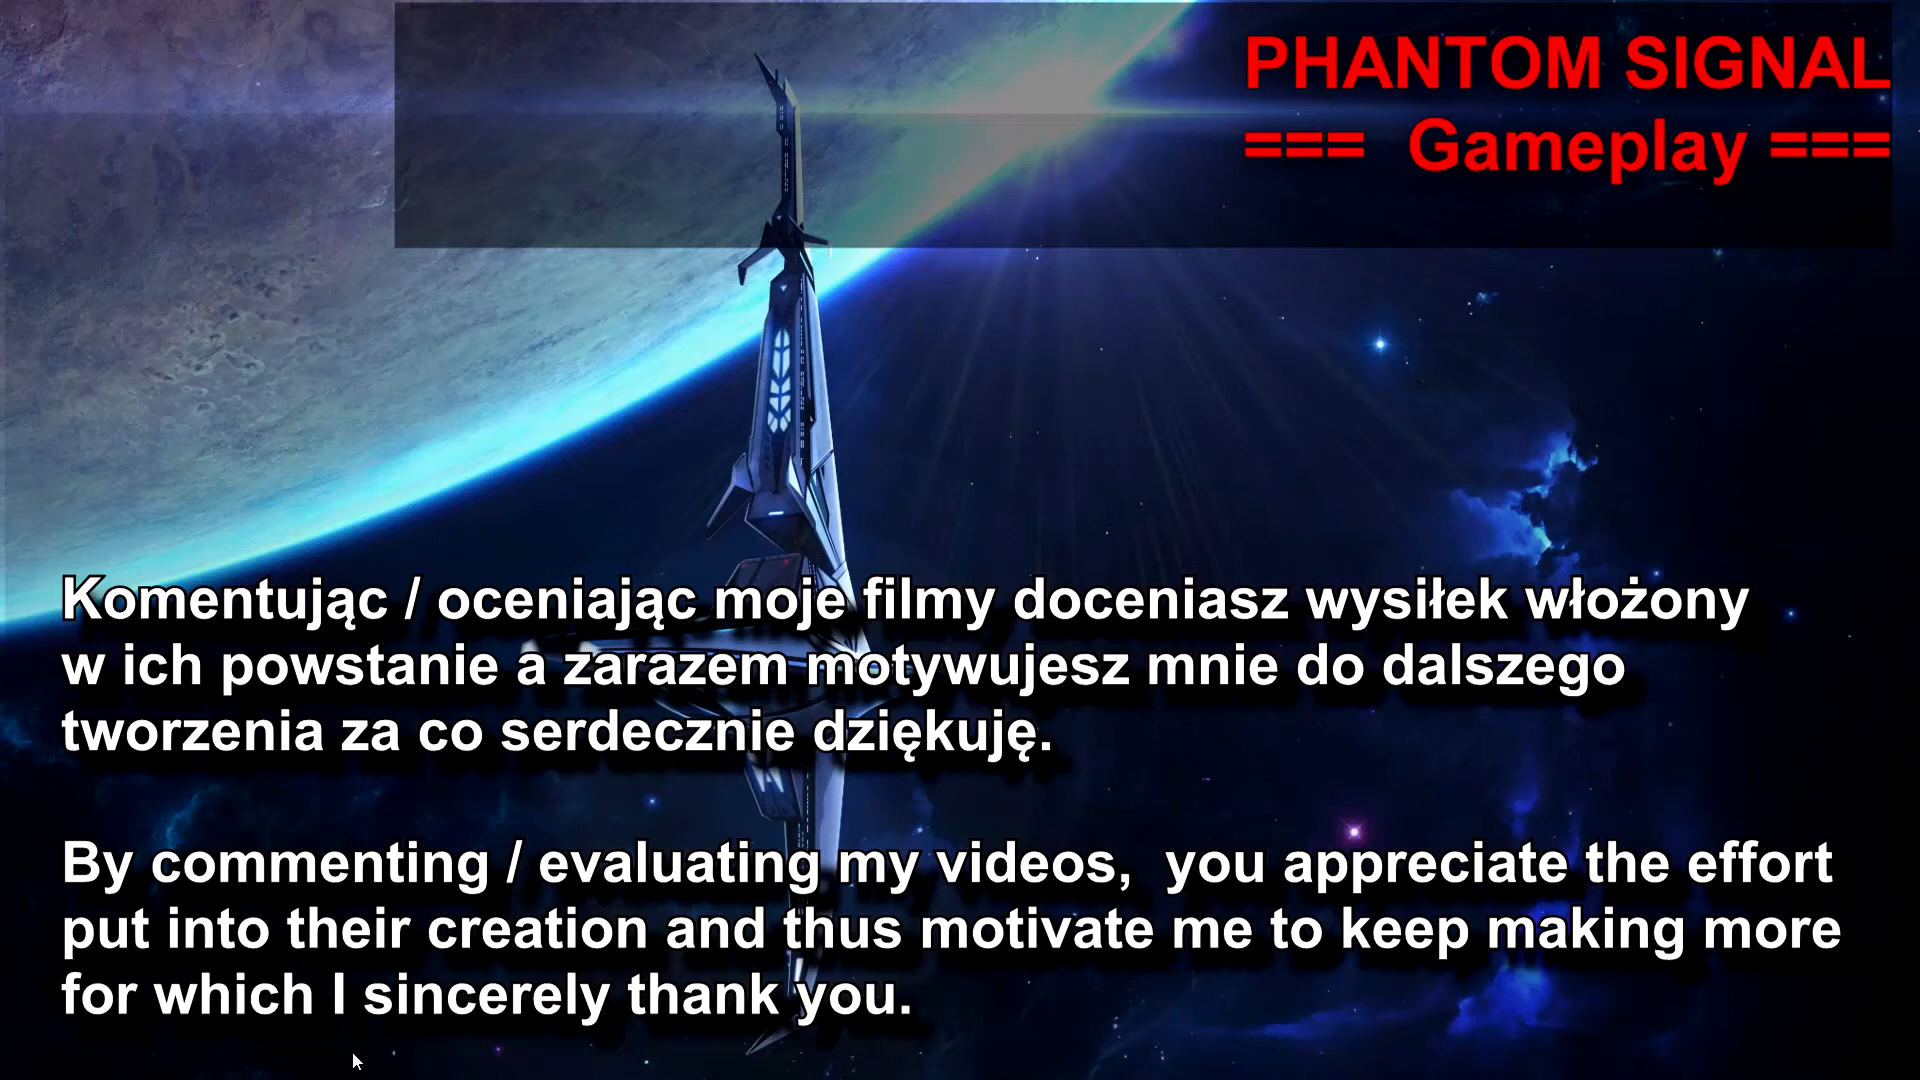 PHANTOM SIGNAL
=== Gameplay ===
Komentując / oceniając moje filmy doceniasz wysiłek włożony
w ich powstanie a zarazem motywujesz mnie do dalszego
tworzenia za co serdecznie dziękuję.
By commenting / evaluating my videos, you appreciate the effort
put into their creation and thus motivate me to keep making more
for which I sincerely thank you.